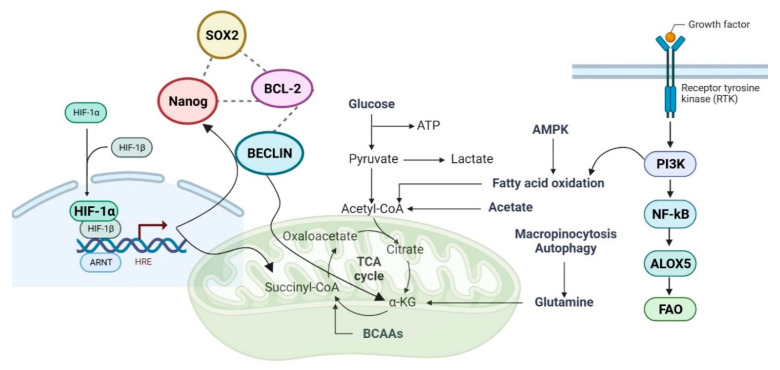 SOX2
Nanog
BCL-2
BECLIN
HIF-1α
HIF-1β
HIF-1α
HIF-1β
ARNT
HRE
Glucose
ATP
Pyruvate
Lactate
Acetyl-CoA
Oxaloacetate
Citrate
TCA
cycle
Succinyl-CoA
α-KG
BCAAs
AMPK
Fatty acid oxidation
Acetate
Macropinocytosis
Autophagy
Glutamine
Growth factor
Receptor tyrosine
kinase (RTK)
PI3K
NF-kB
ALOX5
FAO